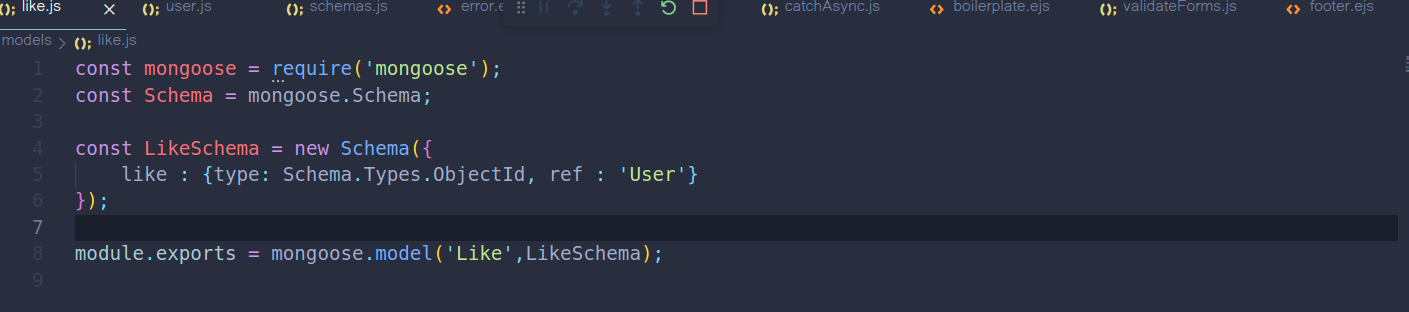 like.js user.js schemas.js error.e catchAsync.js boilerplate.ejs validateForms.js footer.ejs
models > like.js
1 const mongoose = require('mongoose');
2 const Schema = mongoose.Schema;
3
4 const LikeSchema = new Schema({
5 like : {type: Schema.Types.ObjectId, ref : 'User'}
6 });
7
8 module.exports = mongoose.model('Like',LikeSchema);
9